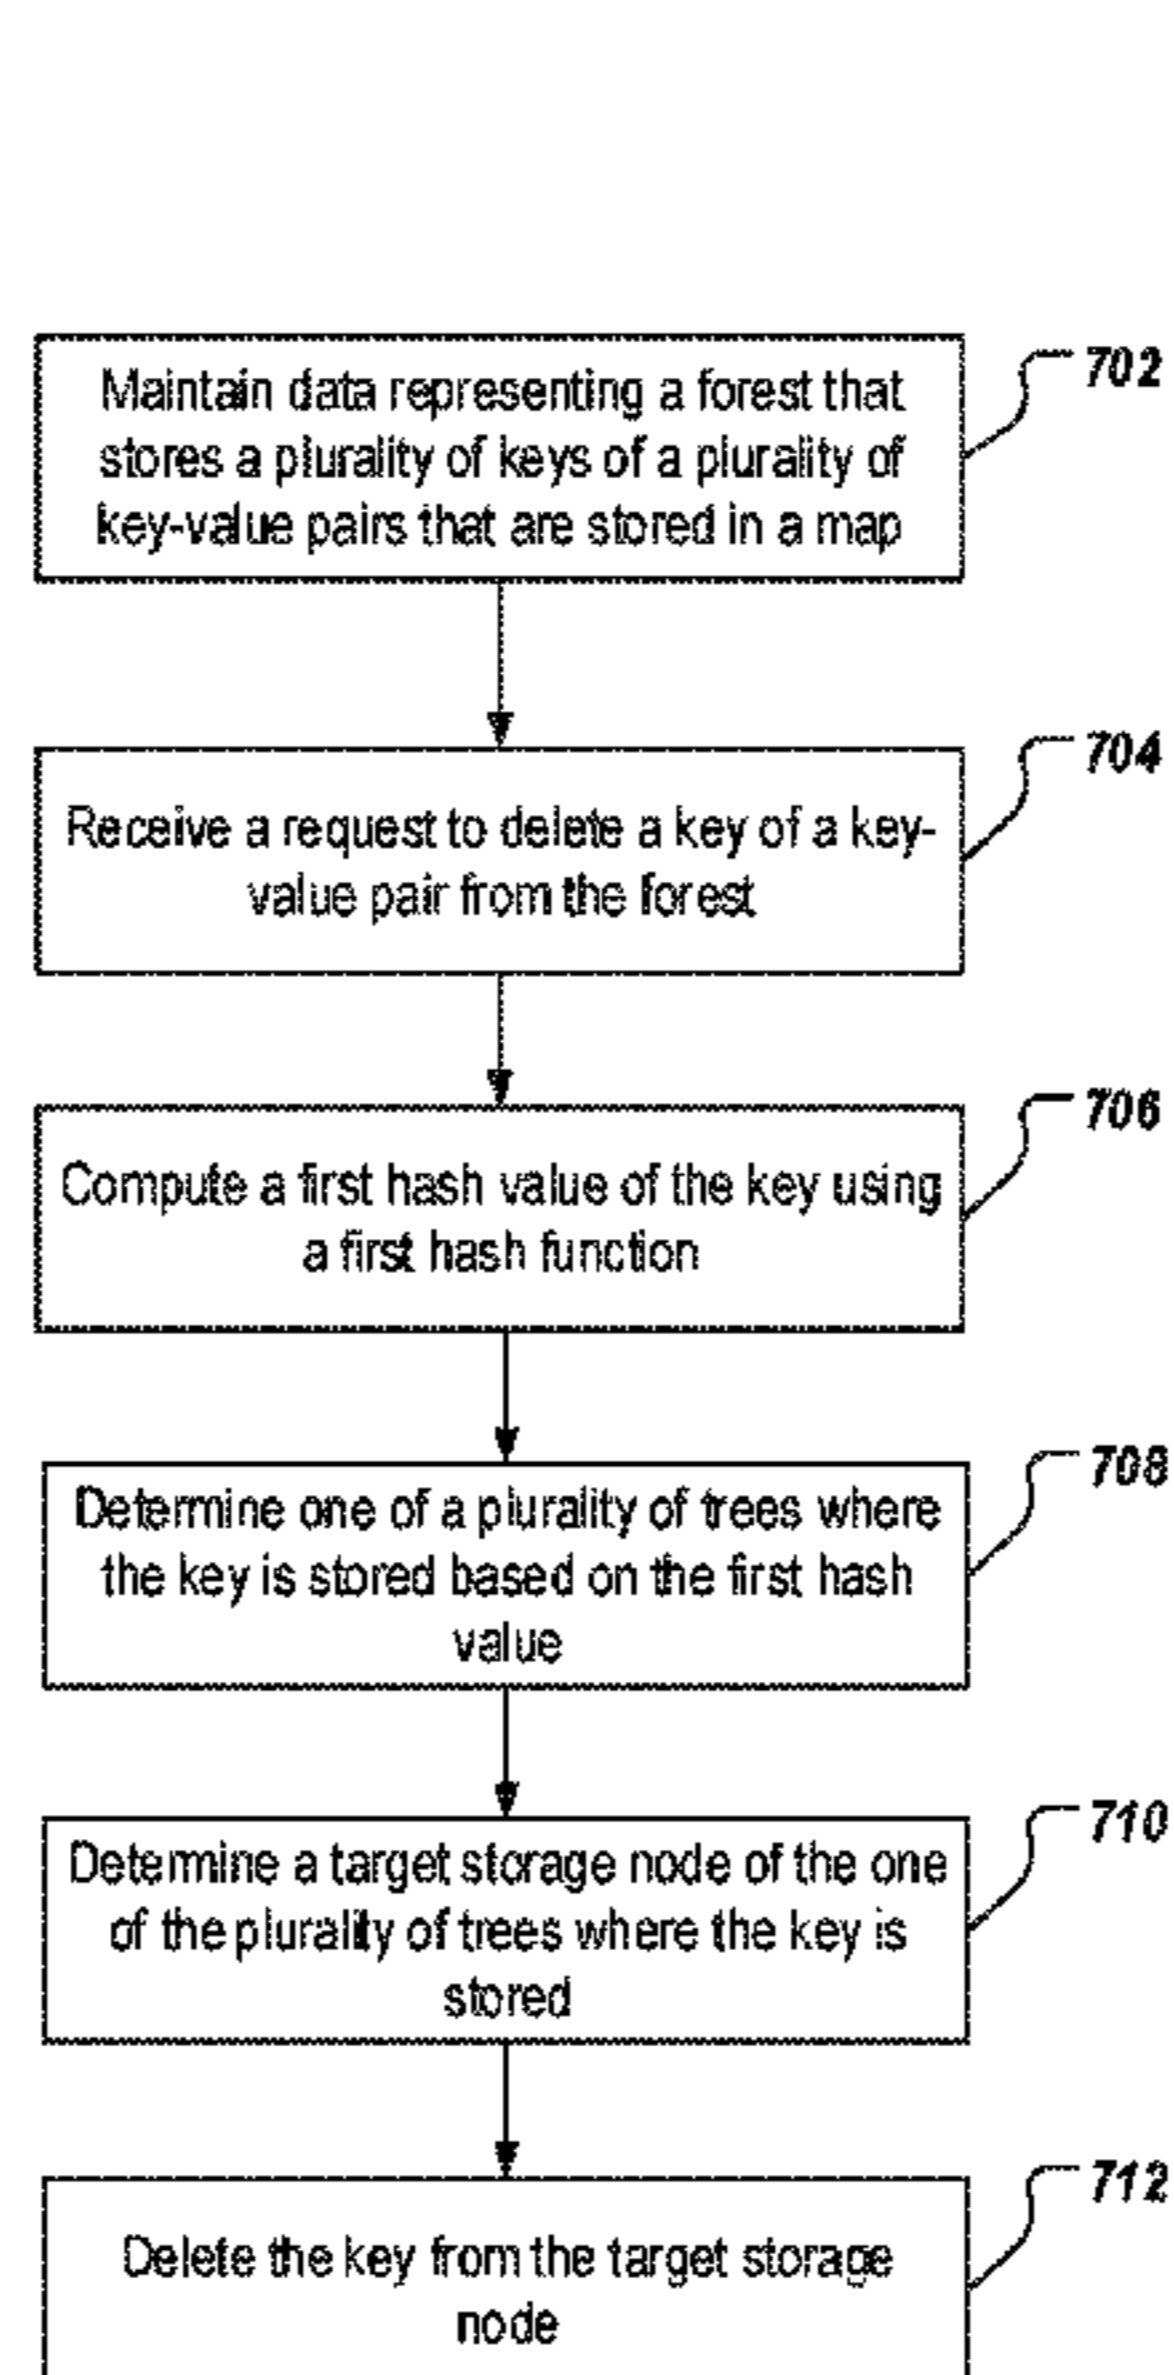 Maintain data representing a forest that
702
stores a plurality of keys of a plurality of
key-value pairs that are stored in a map
704
Receive a request to delete a key of a key-
value pair from the forest
706
Compute a first hash value of the key using
a first hash function
708
Determine one of a plurality of trees where
the key is stored based on the first hash
value
710
Determine a target storage node of the one
of the plurality of trees where the key is
stored
712
Delete the key from the target storage
node